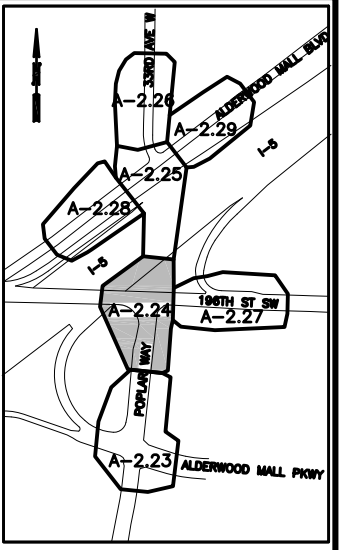 33RD AVE W
ALDERWOOD MALL BLVD
A-2.26
A-2.29
I-5
A-2.25
A-2.28
I-5
196TH ST SW
A-2.24
A-2.27
POPLAR WAY
A-2.23
ALDERWOOD MALL PKWY